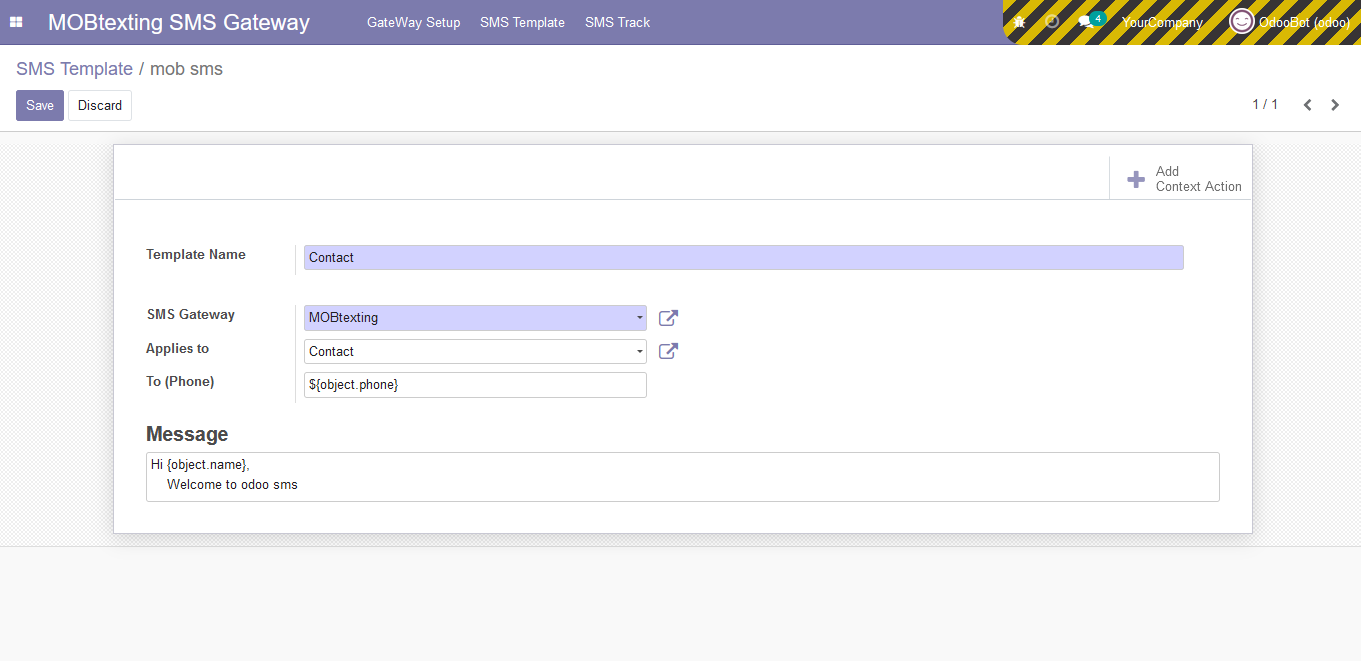 MOBtexting SMS Gateway GateWay Setup SMS Template SMS Track 4 YourCompany OdooBot (odoo)
SMS Template / mob sms
Save Discard 1 / 1
Add
Context Action
Template Name Contact
SMS Gateway MOBtexting
Applies to Contact
To (Phone) ${object.phone}
Message
Hi {object.name},
Welcome to odoo sms